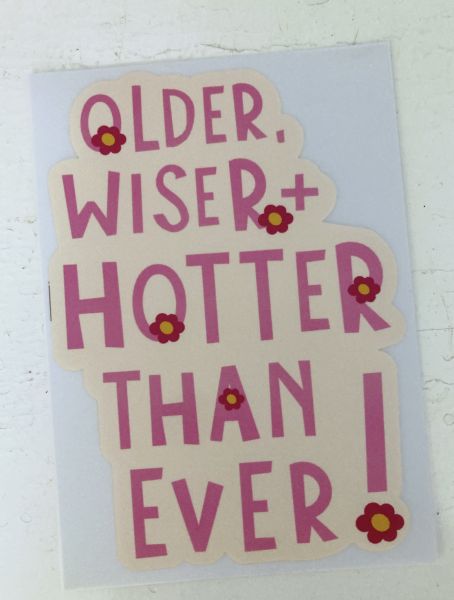 OLDER,
WISER +
HOTTER
THAN
EVER!